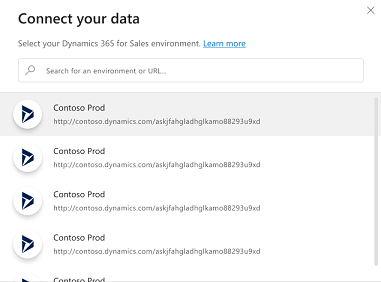 Connect your data
Select your Dynamics 365 for Sales environment. Learn more
Search for an environment or URL...
Contoso Prod
http://contoso.dynamics.com/askjfahgladhglkamo88293u9xd
Contoso Prod
http://contoso.dynamics.com/askjfahgladhglkamo88293u9xd
Contoso Prod
http://contoso.dynamics.com/askjfahgladhglkamo88293u9xd
Contoso Prod
http://contoso.dynamics.com/askjfahgladhglkamo88293u9xd
Contoso Prod